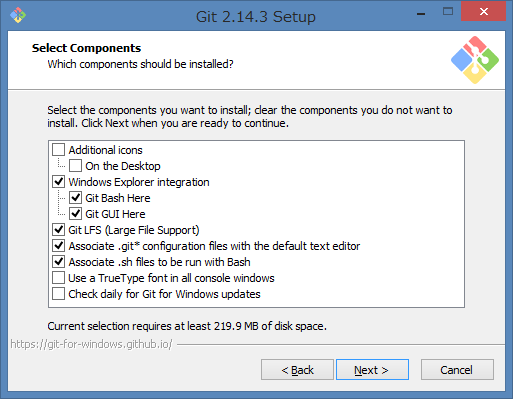 Git 2.14.3 Setup
Select Components
Which components should be installed?
Select the components you want to install; clear the components you do not want to
install. Click Next when you are ready to continue.
Additional icons
On the Desktop
Windows Explorer integration
Git Bash Here
Git GUI Here
Git LFS (Large File Support)
Associate .git* configuration files with the default text editor
Associate .sh files to be run with Bash
Use a TrueType font in all console windows
Check daily for Git for Windows updates
Current selection requires at least 219.9 MB of disk space.
https://git-for-windows.github.io/
< Back
Next >
Cancel